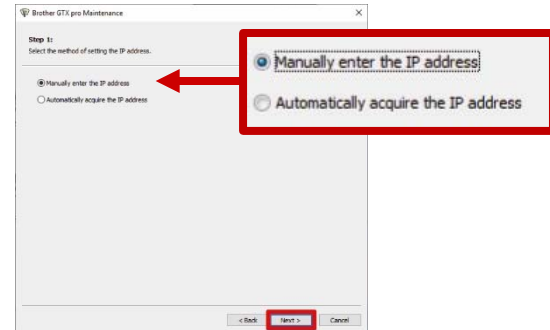 Brother GTX pro Maintenance
Step 1:
Select the method of setting the IP address.
Manually enter the IP address
Automatically acquire the IP address
Manually enter the IP address
Automatically acquire the IP address
< Back Next > Cancel